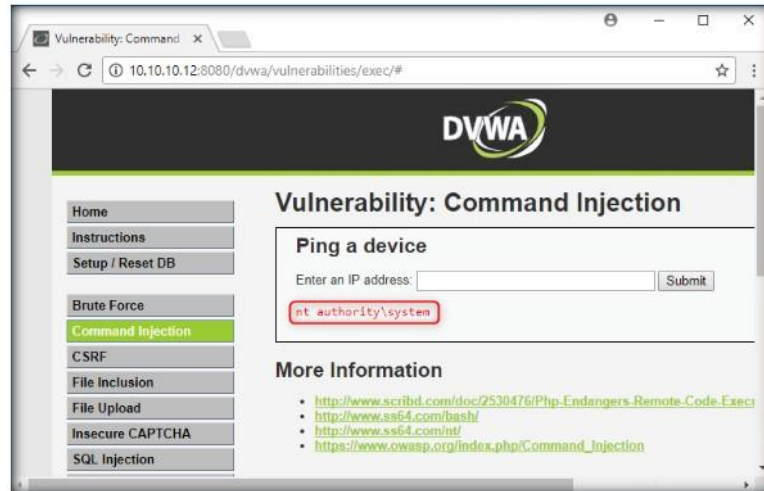 Vulnerability: Command
10.10.10.12:8080/dvwa/vulnerabilities/exec/#
DVWA
Home
Instructions
Setup / Reset DB
Brute Force
Command Injection
CSRF
File Inclusion
File Upload
Insecure CAPTCHA
SQL Injection
Vulnerability: Command Injection
Ping a device
Enter an IP address: Submit
nt authority\system
More Information
http://www.scribd.com/doc/2530476/Php-Endangers-Remote-Code-Execu
http://www.ss64.com/bash/
http://www.ss64.com/nt/
https://www.owasp.org/index.php/Command_Injection